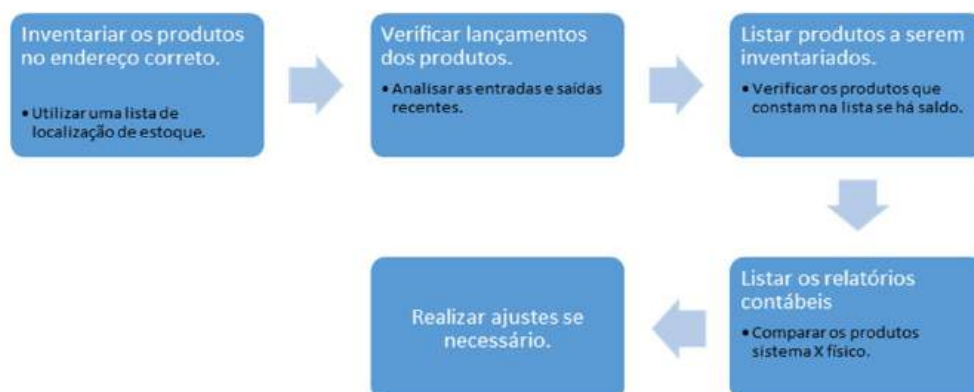 Inventariar os produtos
no endereço correto.
• Utilizar uma lista de
localização de estoque.
Verificar lançamentos
dos produtos.
• Analisar as entradas e saídas
recentes.
Listar produtos a serem
inventariados.
• Verificar os produtos que
constam na lista se há saldo.
Listar os relatórios
contábeis
• Comparar os produtos
sistema X físico.
Realizar ajustes se
necessário.